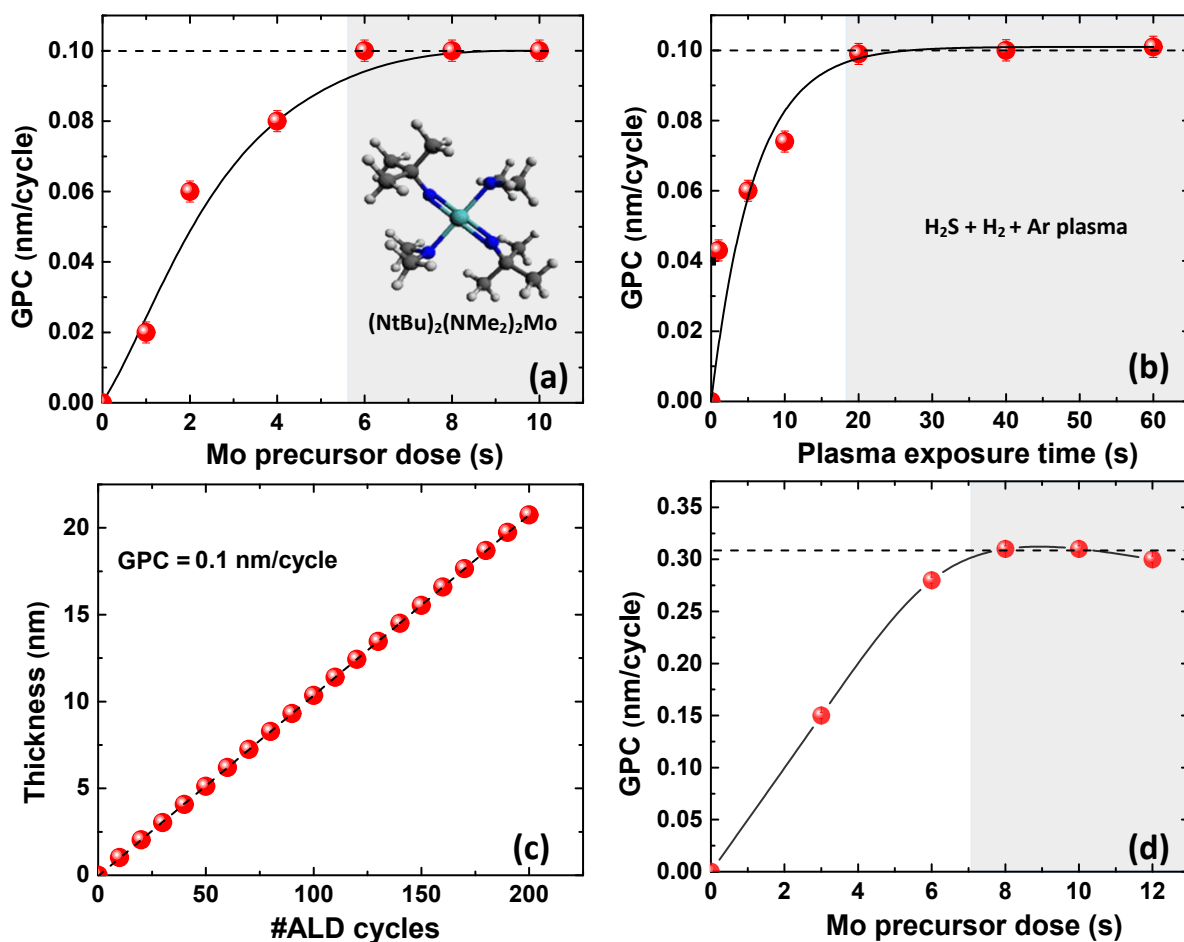 0.10
0.08
0.06
0.04
0.02
0.00
GPC (nm/cycle)
(NtBu)₂(NMe₂)₂Mo
(a)
0 2 4 6 8 10
Mo precursor dose (s)
0.10
0.08
0.06
0.04
0.02
0.00
GPC (nm/cycle)
H₂S + H₂ + Ar plasma
(b)
0 10 20 30 40 50 60
Plasma exposure time (s)
20
15
10
5
0
Thickness (nm)
GPC = 0.1 nm/cycle
(c)
0 50 100 150 200
#ALD cycles
0.35
0.30
0.25
0.20
0.15
0.10
0.05
0.00
GPC (nm/cycle)
(d)
0 2 4 6 8 10 12
Mo precursor dose (s)